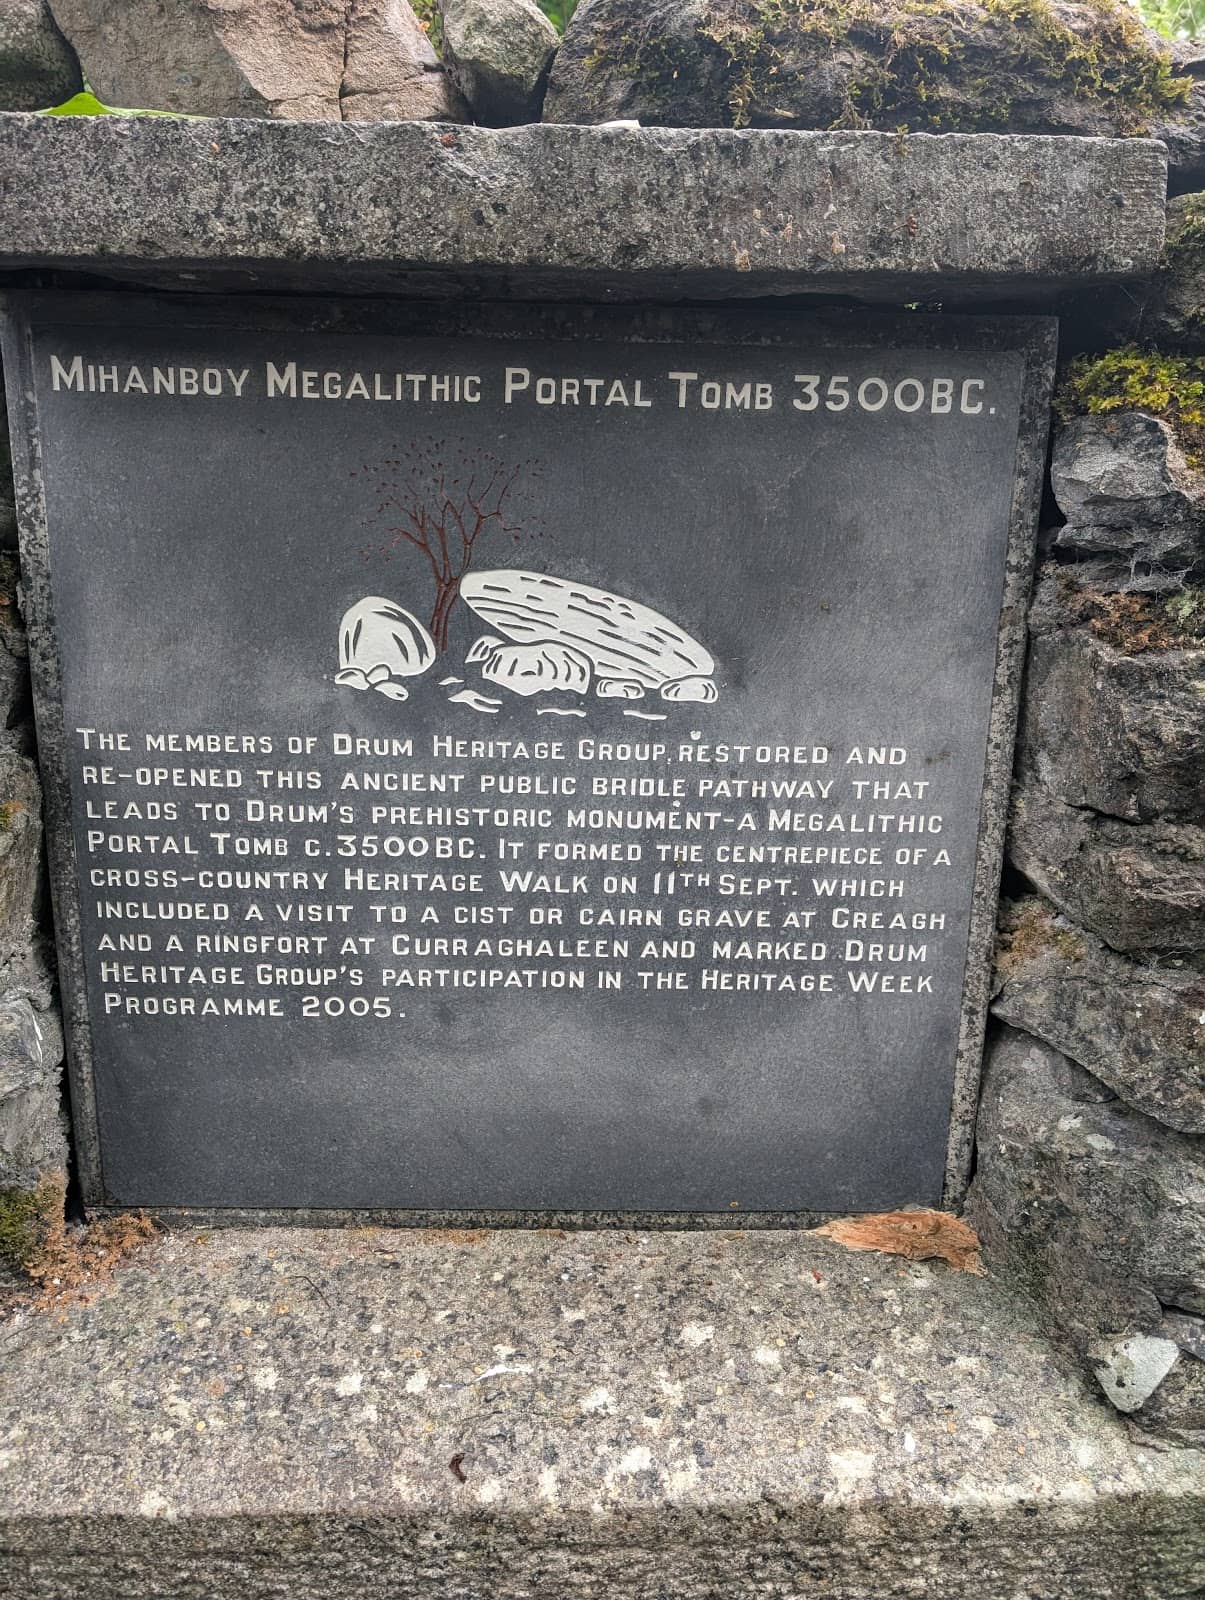 MIHANBOY MEGALITHIC PORTAL TOMB 3500BC.
THE MEMBERS OF DRUM HERITAGE GROUP, RESTORED AND
RE-OPENED THIS ANCIENT PUBLIC BRIDLE PATHWAY THAT
LEADS TO DRUM'S PREHISTORIC MONUMENT-A MEGALITHIC
PORTAL TOMB C.3500BC. IT FORMED THE CENTREPIECE OF A
CROSS-COUNTRY HERITAGE WALK ON 11TH SEPT. WHICH
INCLUDED A VISIT TO A CIST OR CAIRN GRAVE AT CREAGH
AND A RINGFORT AT CURRAGHALEEN AND MARKED DRUM
HERITAGE GROUP'S PARTICIPATION IN THE HERITAGE WEEK
PROGRAMME 2005.